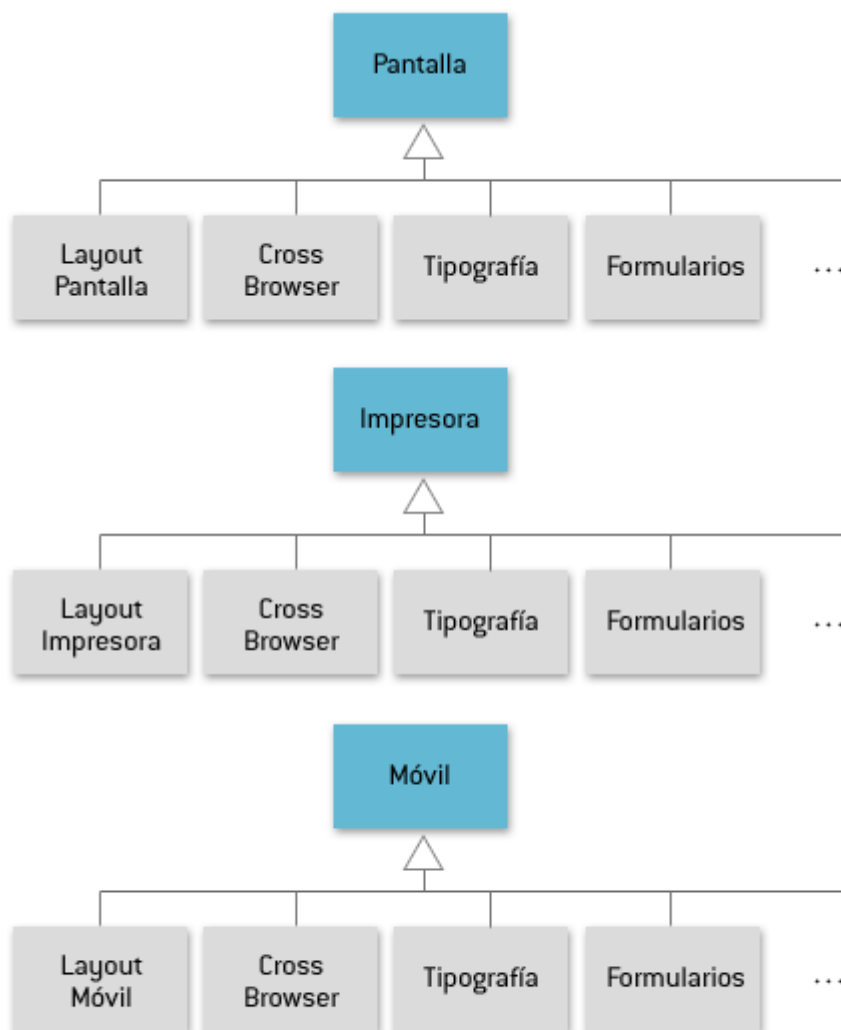 Pantalla
Layout
Pantalla
Cross
Browser
Tipografía
Formularios
...
Impresora
Layout
Impresora
Cross
Browser
Tipografía
Formularios
...
Móvil
Layout
Móvil
Cross
Browser
Tipografía
Formularios
...